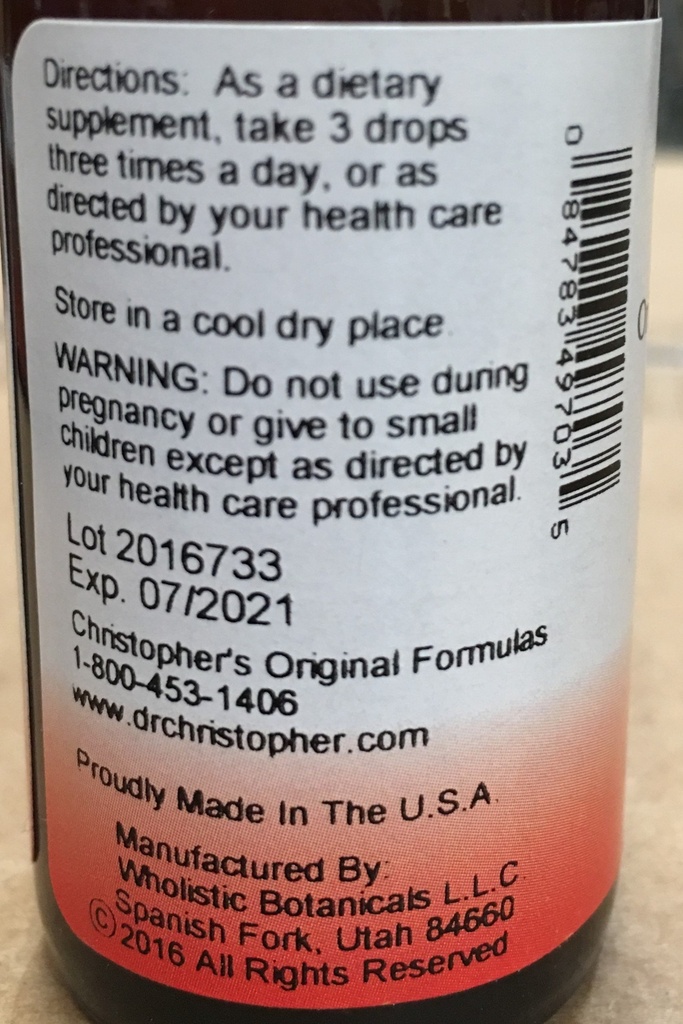 Directions: As a dietary
supplement, take 3 drops
three times a day, or as
directed by your health care
professional.
Store in a cool dry place
WARNING: Do not use during
pregnancy or give to small
children except as directed by
your health care professional.
Lot 2016733
Exp. 07/2021
Christopher's Original Formulas
1-800-453-1406
www.drchristopher.com
Proudly Made In The U.S.A.
Manufactured By:
Wholistic Botanicals L.L.C.
Spanish Fork, Utah 84660
©2016 All Rights Reserved
0 84783 49703 5